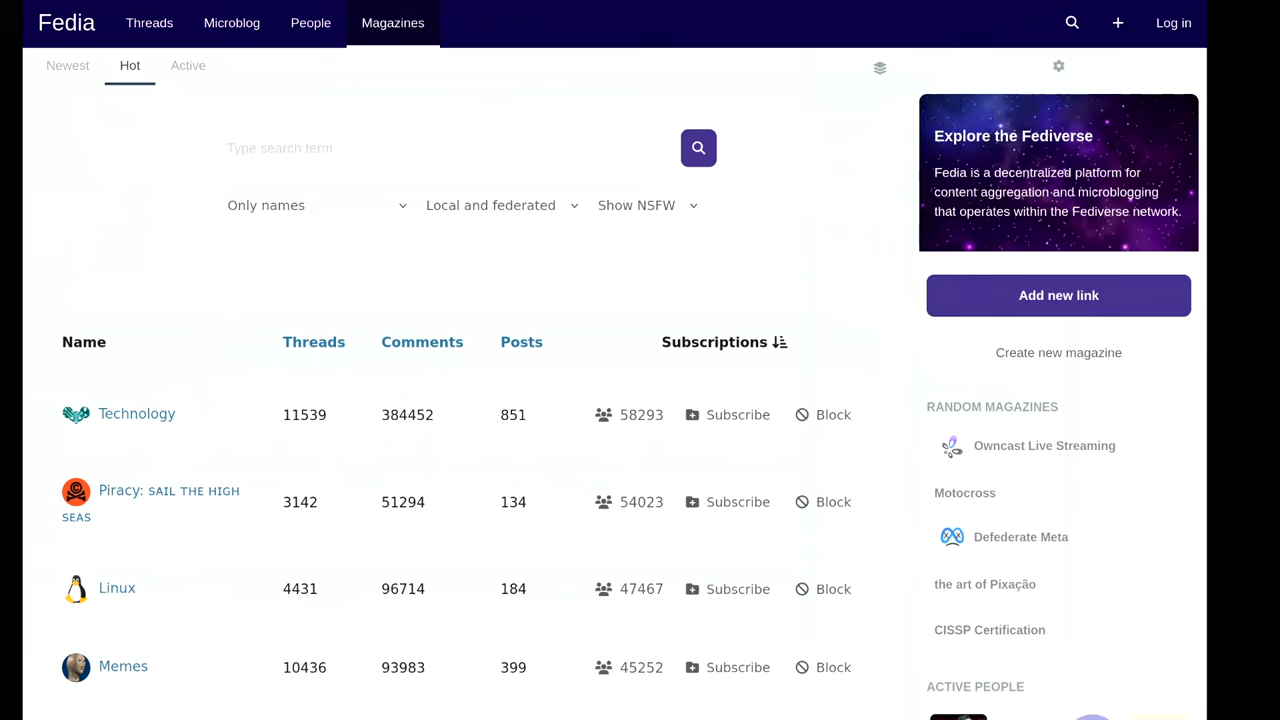 Fedia Threads Microblog People Magazines Log in
Newest Hot Active
Type search term
Only names Local and federated Show NSFW
Name Threads Comments Posts Subscriptions
Technology 11539 384452 851 58293 Subscribe Block
Piracy: ꜱᴀɪʟ ᴛʜᴇ ʜɪɢʜ 3142 51294 134 54023 Subscribe Block
ꜱᴇᴀꜱ
Linux 4431 96714 184 47467 Subscribe Block
Memes 10436 93983 399 45252 Subscribe Block
Explore the Fediverse
Fedia is a decentralized platform for
content aggregation and microblogging
that operates within the Fediverse network.
Add new link
Create new magazine
RANDOM MAGAZINES
Owncast Live Streaming
Motocross
Defederate Meta
the art of Pixação
CISSP Certification
ACTIVE PEOPLE